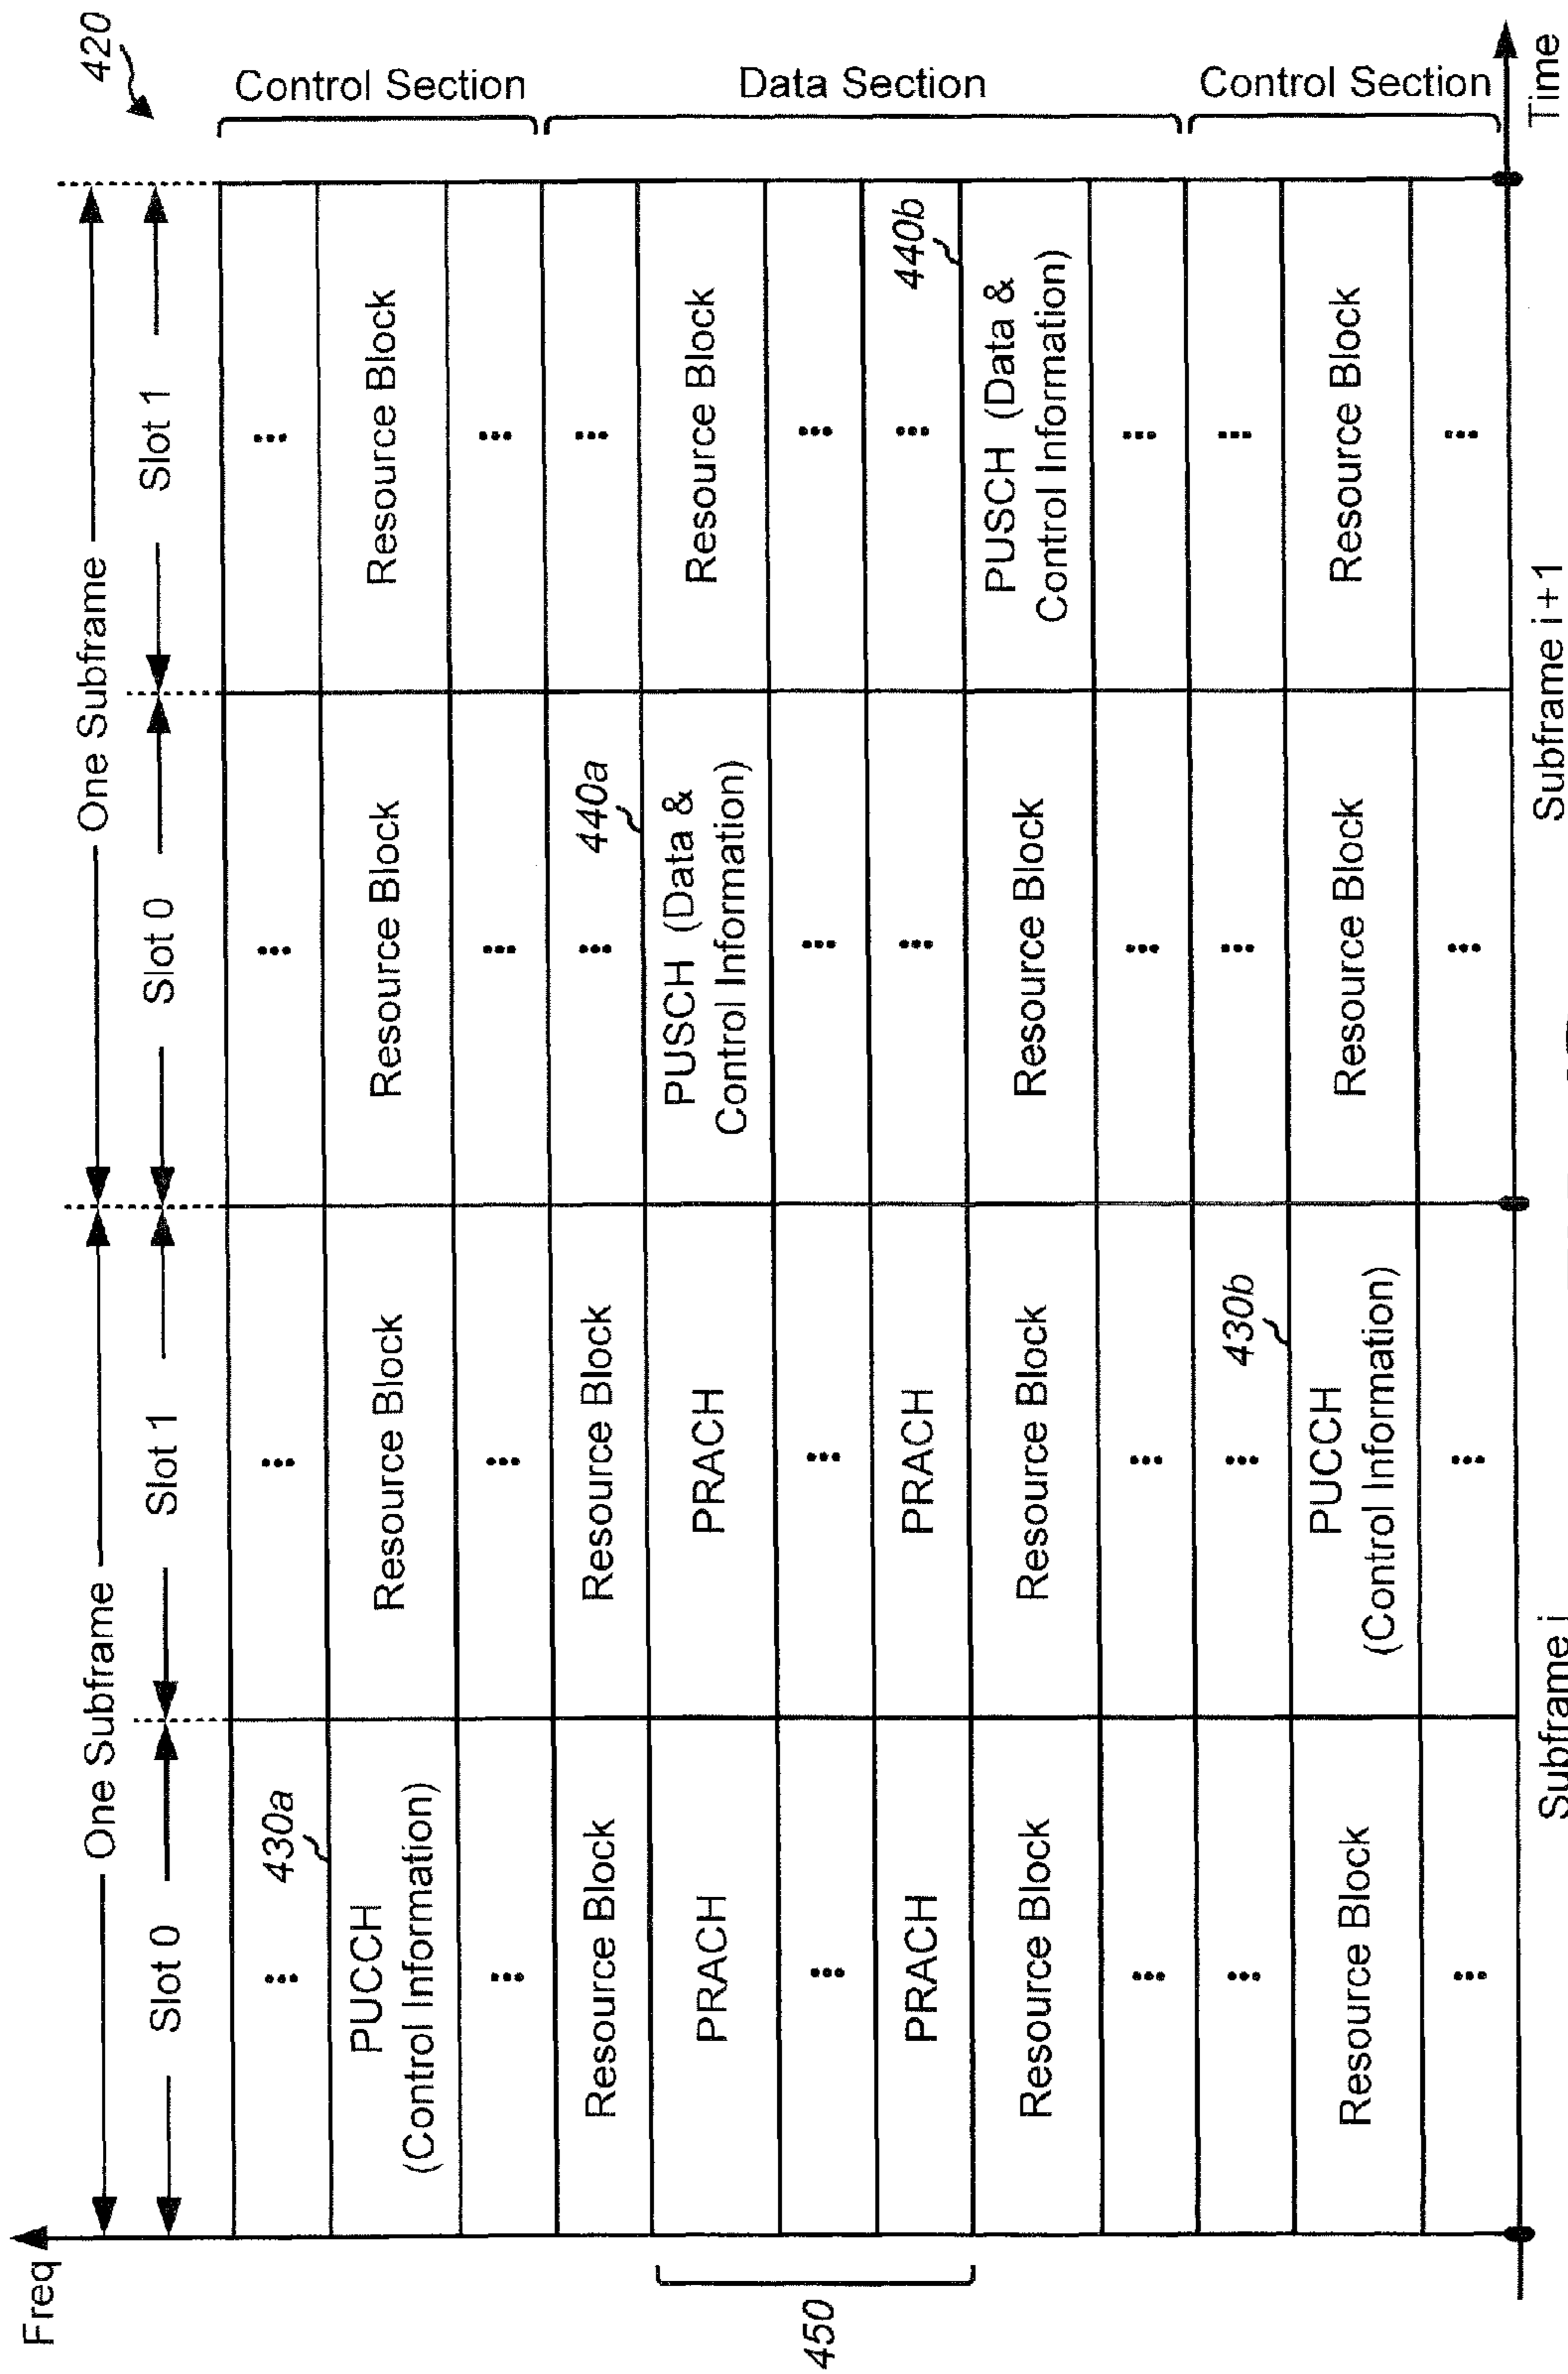 420
Freq
One Subframe
One Subframe
Slot 0
Slot 1
Slot 0
Slot 1
...
430a
...
...
...
Control Section
PUCCH
(Control Information)
Resource Block
Resource Block
Resource Block
...
...
...
...
Resource Block
Resource Block
...
440a
...
Data Section
450
PRACH
PRACH
PUSCH (Data &
Control Information)
Resource Block
...
...
...
...
PRACH
PRACH
...
...
440b
Resource Block
Resource Block
Resource Block
PUSCH (Data &
Control Information)
...
...
...
...
...
...
430b
...
...
Control Section
Resource Block
PUCCH
(Control Information)
Resource Block
Resource Block
...
...
...
...
Subframe i
Subframe i + 1
Time